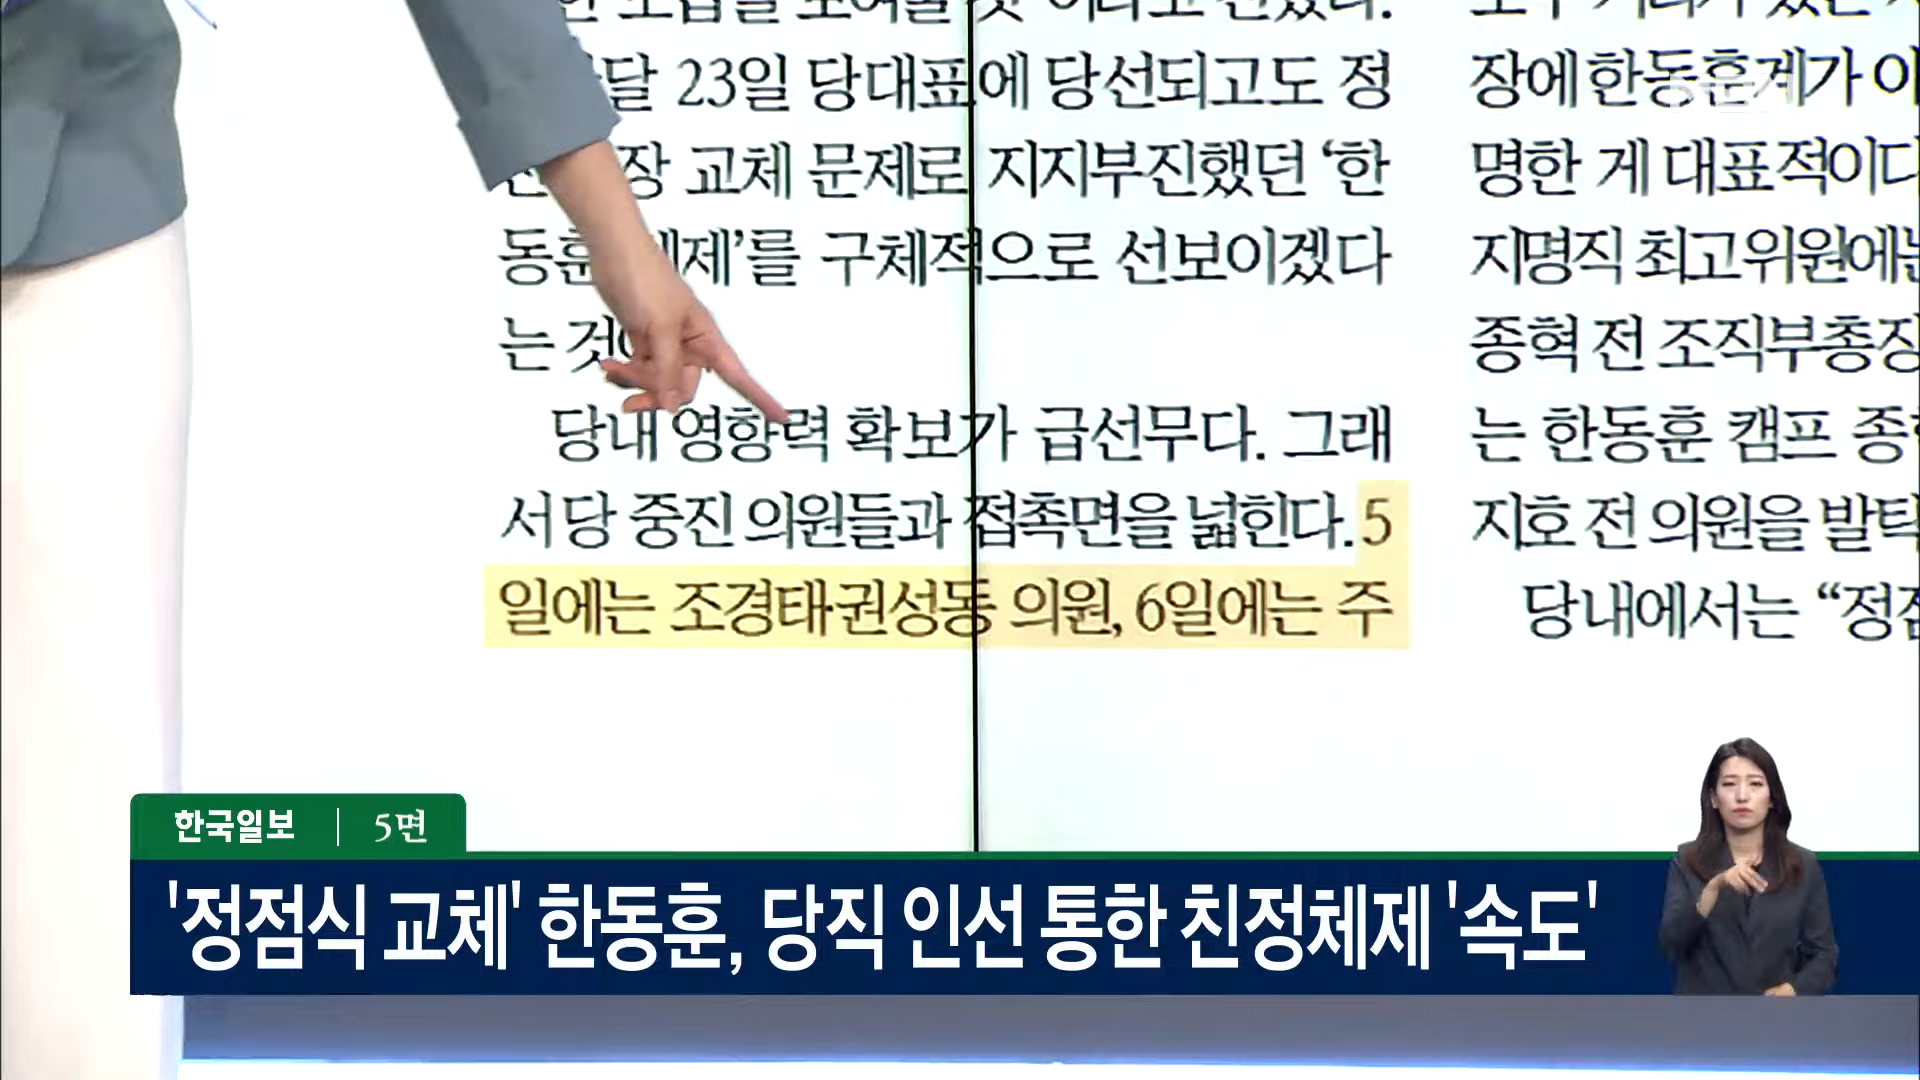 달 23일 당대표에 당선되고도 정
장 교체 문제로 지지부진했던 ‘한
동훈 체제’를 구체적으로 선보이겠다
는 것
당내 영향력 확보가 급선무다. 그래
서 당 중진 의원들과 접촉면을 넓힌다. 5
일에는 조경태·권성동 의원, 6일에는 주
장에 한동훈계가 아
명한 게 대표적이다
지명직 최고위원에는
종혁 전 조직부총장
는 한동훈 캠프 종
지호 전 의원을 발탁
당내에서는 “정점
한국일보 | 5면
'정점식 교체' 한동훈, 당직 인선 통한 친정체제 '속도'